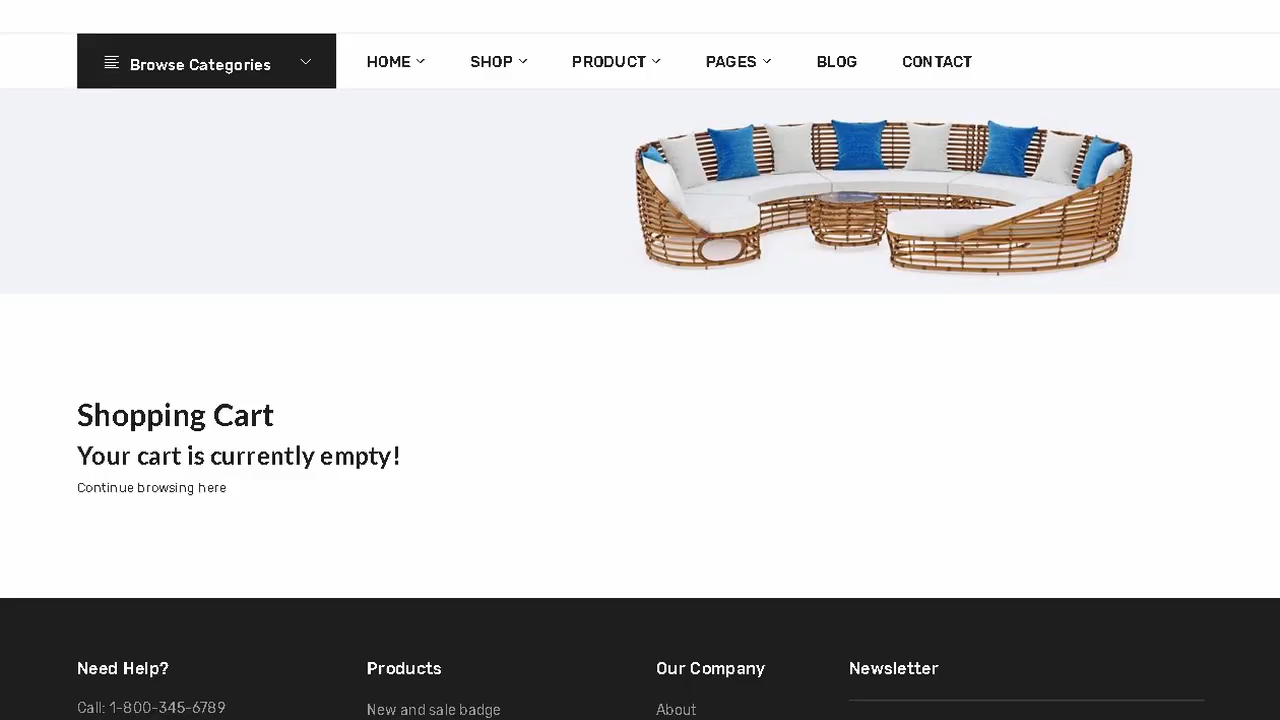 Browse Categories
HOME SHOP PRODUCT PAGES BLOG CONTACT
Shopping Cart
Your cart is currently empty!
Continue browsing here
Need Help? Products Our Company Newsletter
Call: 1-800-345-6789 New and sale badge About